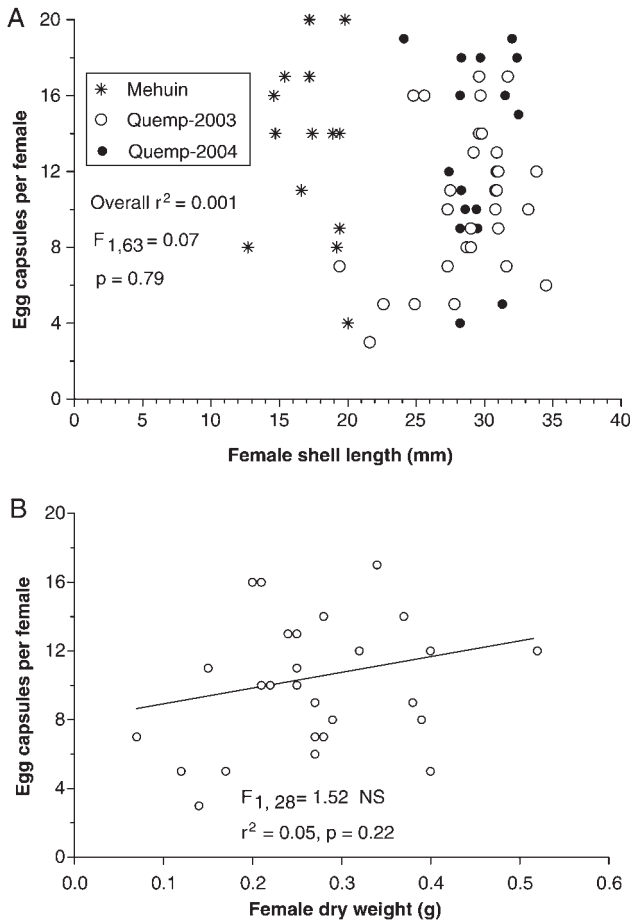 A
Egg capsules per female
20
16
12
8
4
0
✳ Mehuin
○ Quemp-2003
● Quemp-2004
Overall r² = 0.001
F1,63 = 0.07
p = 0.79
0 5 10 15 20 25 30 35 40
Female shell length (mm)
B
Egg capsules per female
20
16
12
8
4
0
F1, 28 = 1.52 NS
r² = 0.05, p = 0.22
0.0 0.1 0.2 0.3 0.4 0.5 0.6
Female dry weight (g)